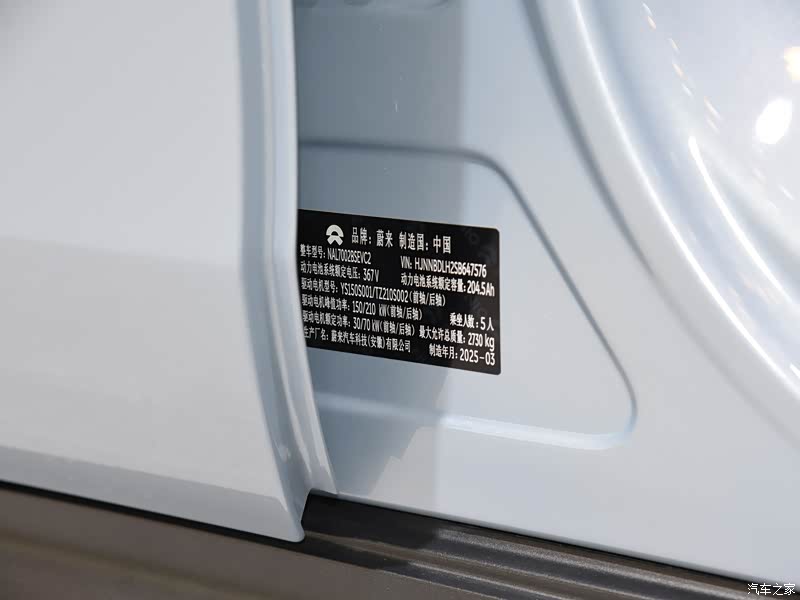 品牌：蔚来 制造国：中国
整车型号：NAL7002BSEVC2 VIN: HJNNBDLH2SB647576
动力电池系统额定电压：367V 动力电池系统额定容量：204.5Ah
驱动电机型号：YS150S001/TZ210S002（前轴/后轴）
驱动电机峰值功率：150/210 kW（前轴/后轴） 乘坐人数：5人
驱动电机额定功率：30/70 kW（前轴/后轴） 最大允许总质量：2730 kg
生产厂名：蔚来汽车科技（安徽）有限公司 制造年月：2025-03
汽车之家